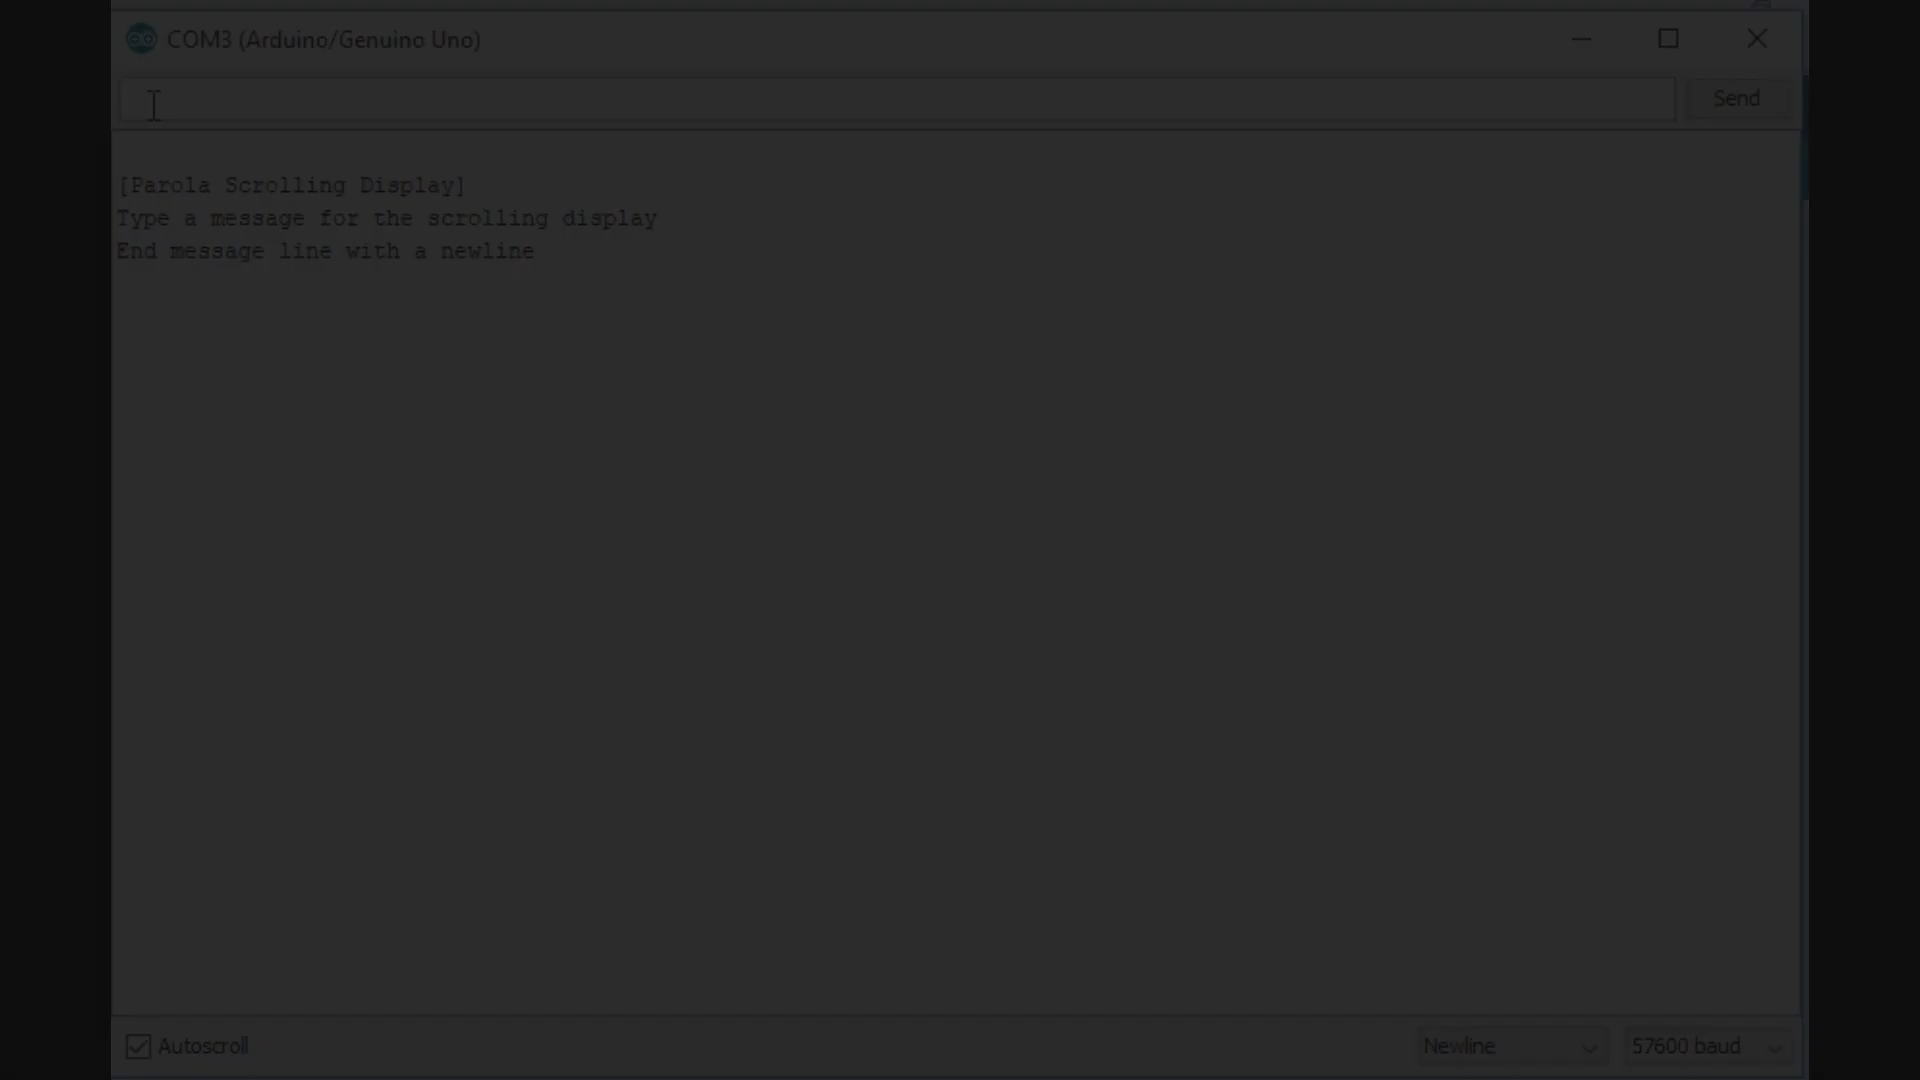 COM3 (Arduino/Genuino Uno)
Send
[Parola Scrolling Display]
Type a message for the scrolling display
End message line with a newline
Autoscroll
Newline
57600 baud